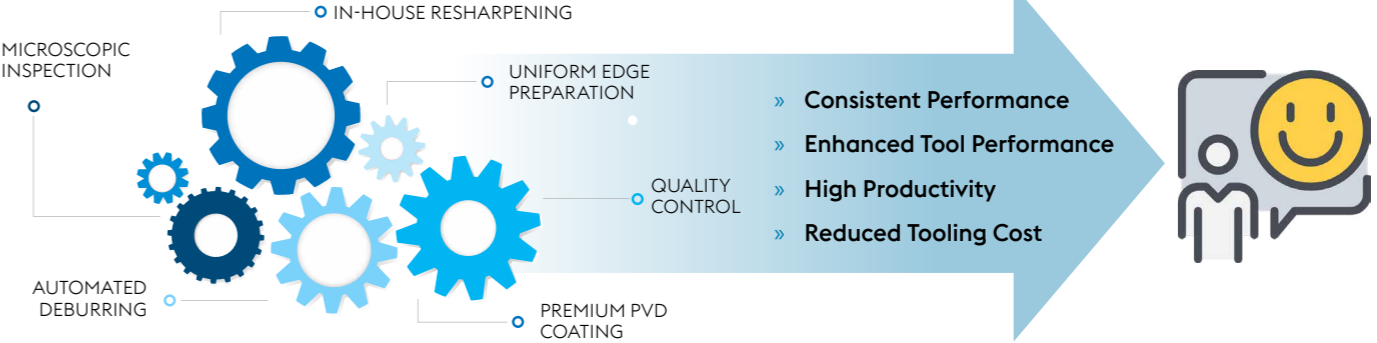 IN-HOUSE RESHARPENING
MICROSCOPIC
INSPECTION
UNIFORM EDGE
PREPARATION
QUALITY
CONTROL
AUTOMATED
DEBURRING
PREMIUM PVD
COATING
» Consistent Performance
» Enhanced Tool Performance
» High Productivity
» Reduced Tooling Cost